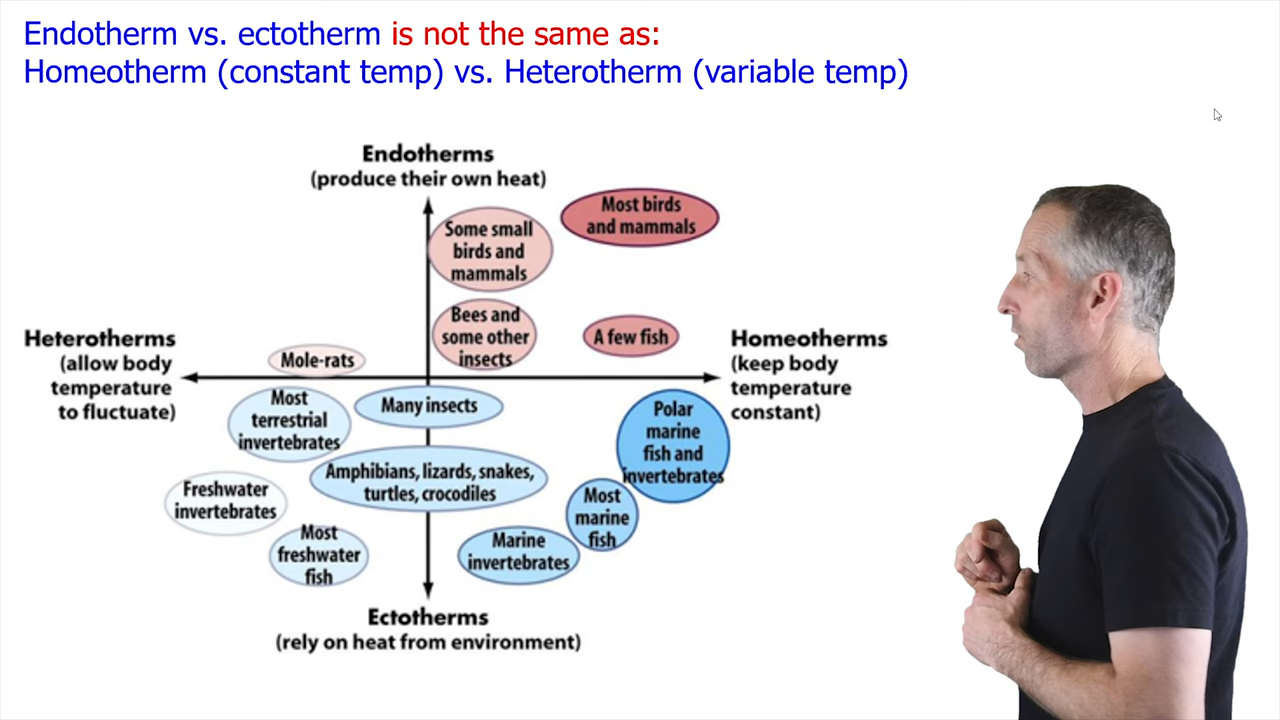 Endotherm vs. ectotherm is not the same as:
Homeotherm (constant temp) vs. Heterotherm (variable temp)
Endotherms
(produce their own heat)
Most birds
and mammals
Some small
birds and
mammals
Bees and
some other
insects
A few fish
Heterotherms
(allow body
temperature
to fluctuate)
Mole-rats
Homeotherms
(keep body
temperature
constant)
Most
terrestrial
invertebrates
Many insects
Polar
marine
fish and
invertebrates
Amphibians, lizards, snakes,
turtles, crocodiles
Freshwater
invertebrates
Most
marine
fish
Most
freshwater
fish
Marine
invertebrates
Ectotherms
(rely on heat from environment)